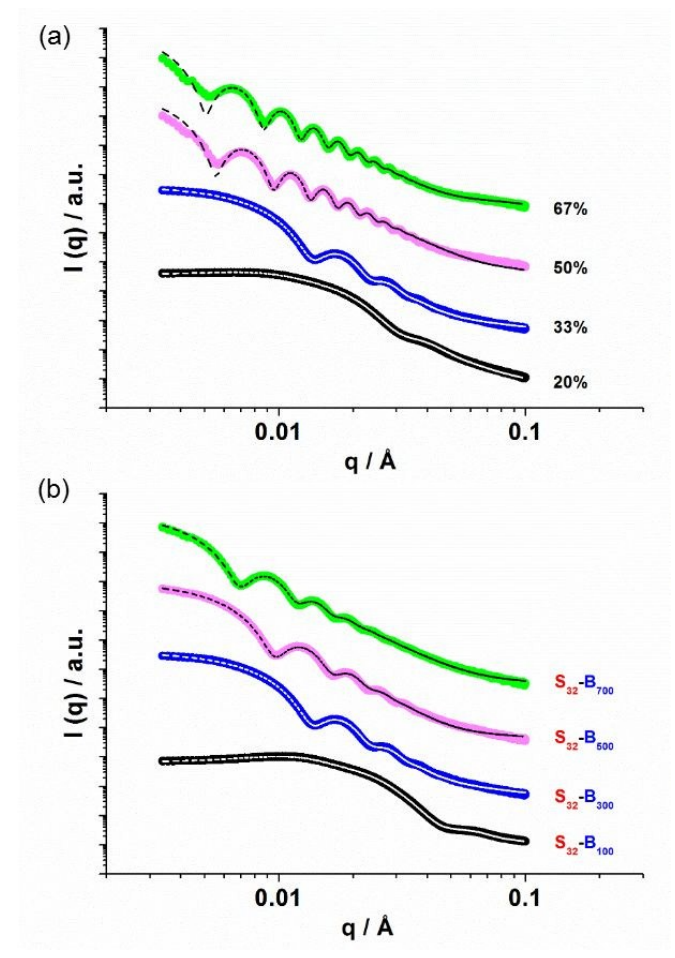 (a)
I (q) / a.u.
67%
50%
33%
20%
0.01 0.1
q / Å
(b)
I (q) / a.u.
S₃₂-B₇₀₀
S₃₂-B₅₀₀
S₃₂-B₃₀₀
S₃₂-B₁₀₀
0.01 0.1
q / Å